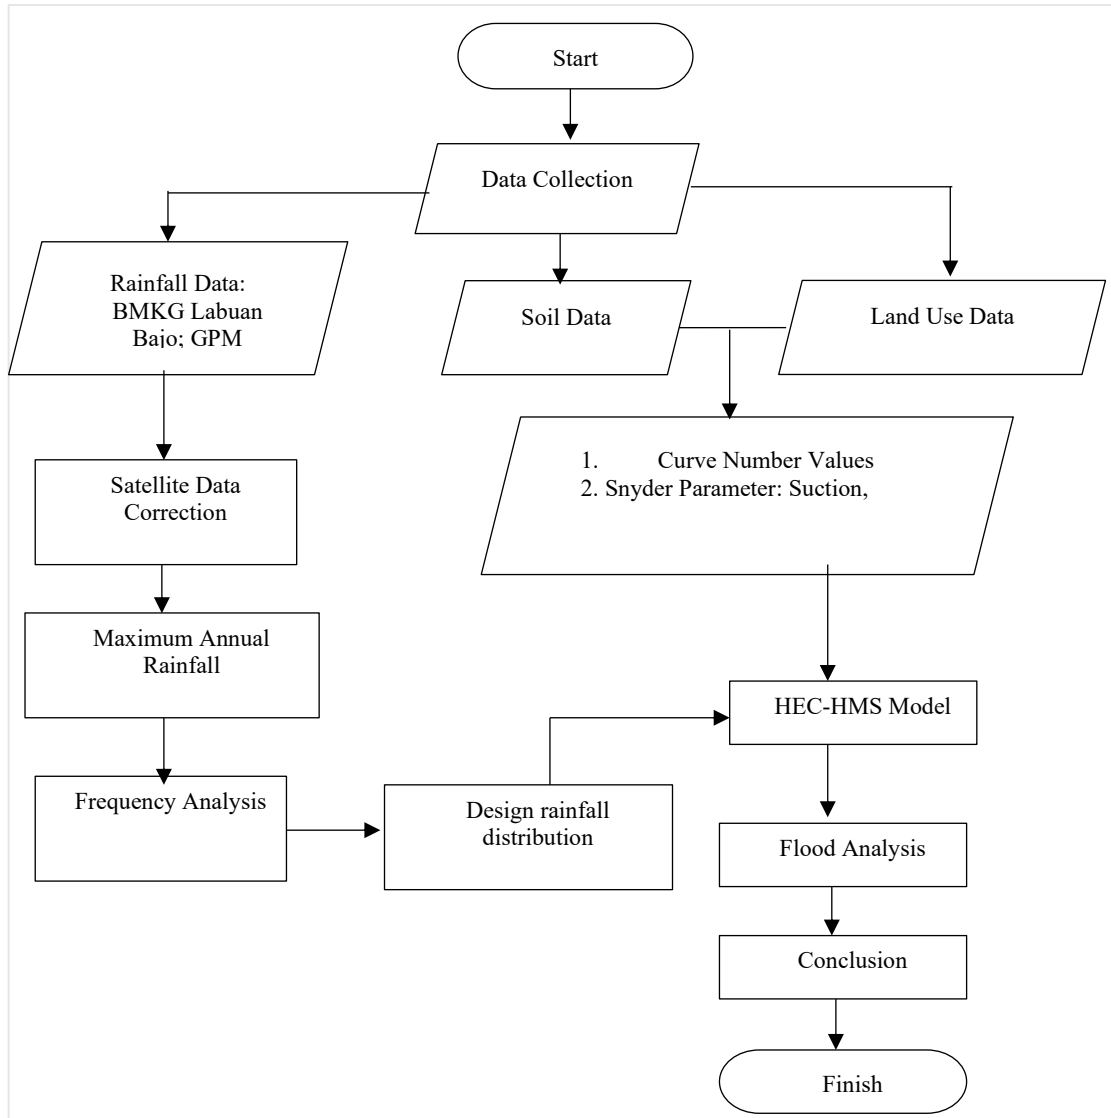 Start
Data Collection
Rainfall Data:
BMKG Labuan
Bajo; GPM
Soil Data
Land Use Data
1. Curve Number Values
2. Snyder Parameter: Suction,
Satellite Data
Correction
Maximum Annual
Rainfall
Frequency Analysis
Design rainfall
distribution
HEC-HMS Model
Flood Analysis
Conclusion
Finish